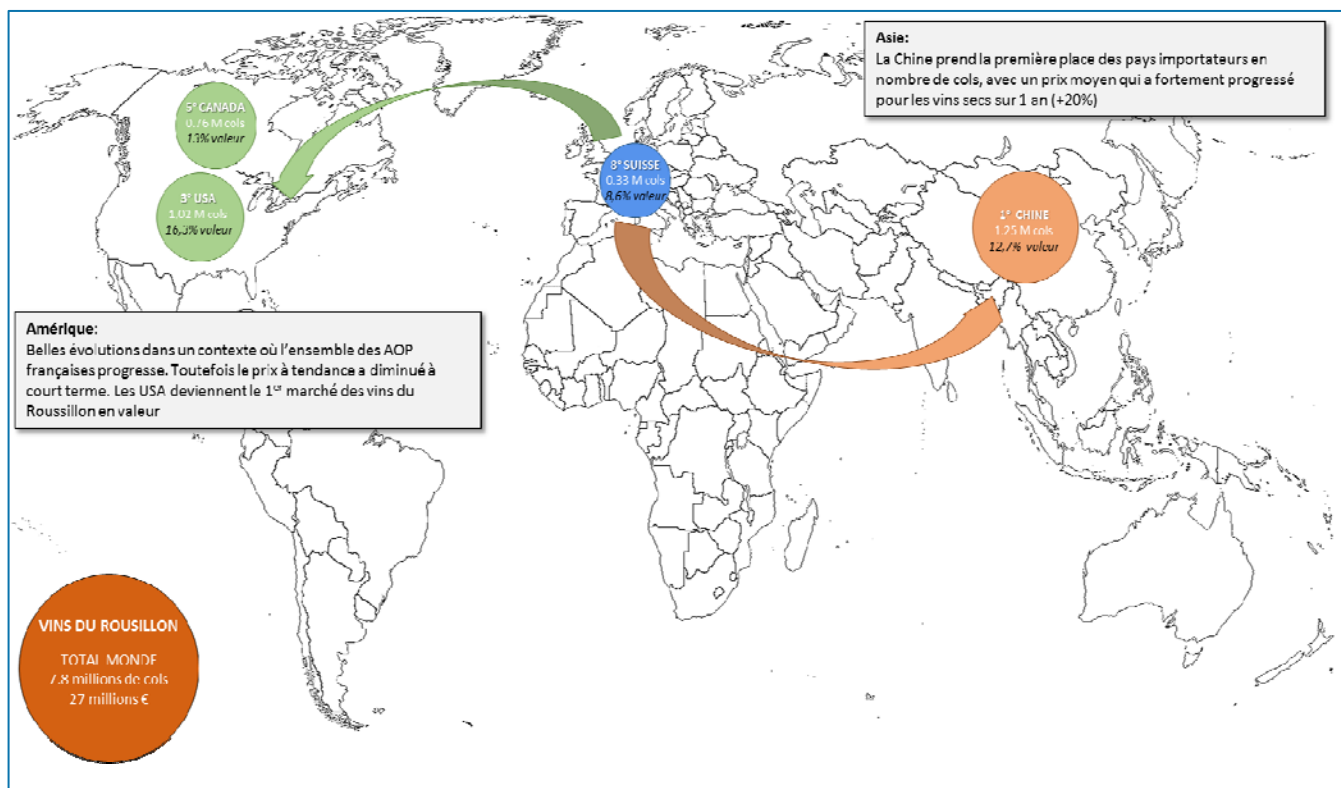 Asie:
La Chine prend la première place des pays importateurs en
nombre de cols, avec un prix moyen qui a fortement progressé
pour les vins secs sur 1 an (+20%)
5e CANADA
0.76 M cols
13% valeur
3e USA
1.02 M cols
16,3% valeur
8e SUISSE
0.33 M cols
8,6% valeur
1e CHINE
1.25 M cols
12,7% valeur
Amérique:
Belles évolutions dans un contexte où l'ensemble des AOP
françaises progresse. Toutefois le prix à tendance a diminué à
court terme. Les USA deviennent le 1er marché des vins du
Roussillon en valeur
VINS DU ROUSILLON
TOTAL MONDE
7.8 millions de cols
27 millions €